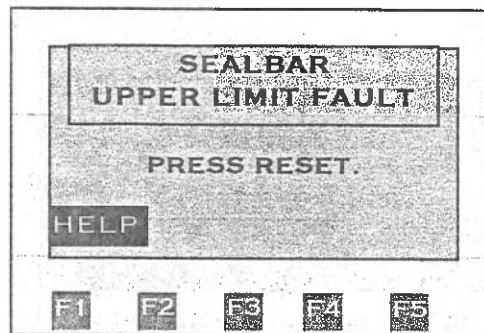 SEALBAR
UPPER LIMIT FAULT
PRESS RESET.
HELP
F1 F2 F3 F4 F5